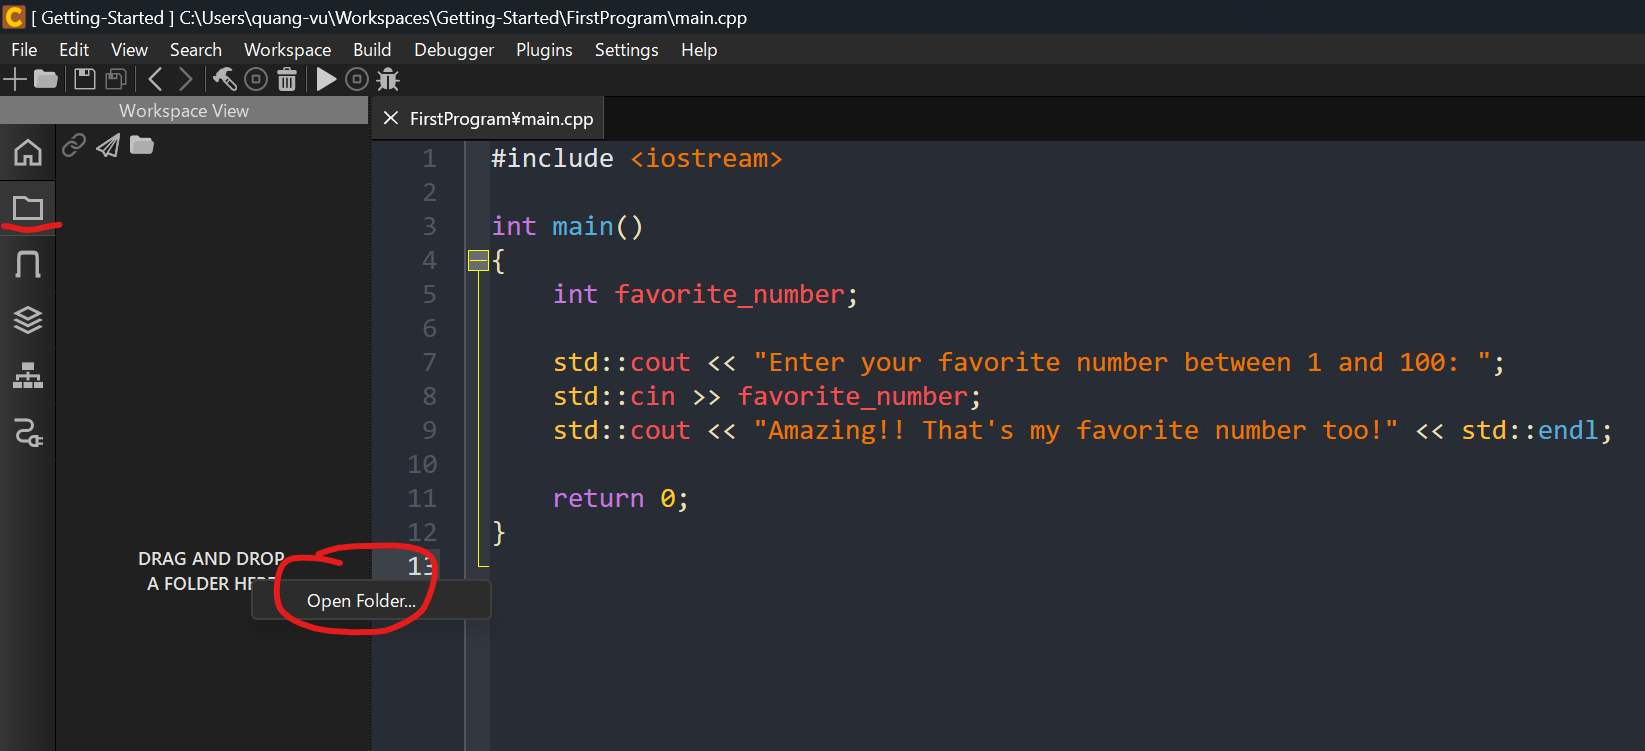 [ Getting-Started ] C:\Users\quang-vu\Workspaces\Getting-Started\FirstProgram\main.cpp
File Edit View Search Workspace Build Debugger Plugins Settings Help
Workspace View
FirstProgram¥main.cpp
1 #include <iostream>
2
3 int main()
4 {
5 int favorite_number;
6
7 std::cout << "Enter your favorite number between 1 and 100: ";
8 std::cin >> favorite_number;
9 std::cout << "Amazing!! That's my favorite number too!" << std::endl;
10
11 return 0;
12 }
13
DRAG AND DROP
A FOLDER HERE
Open Folder...